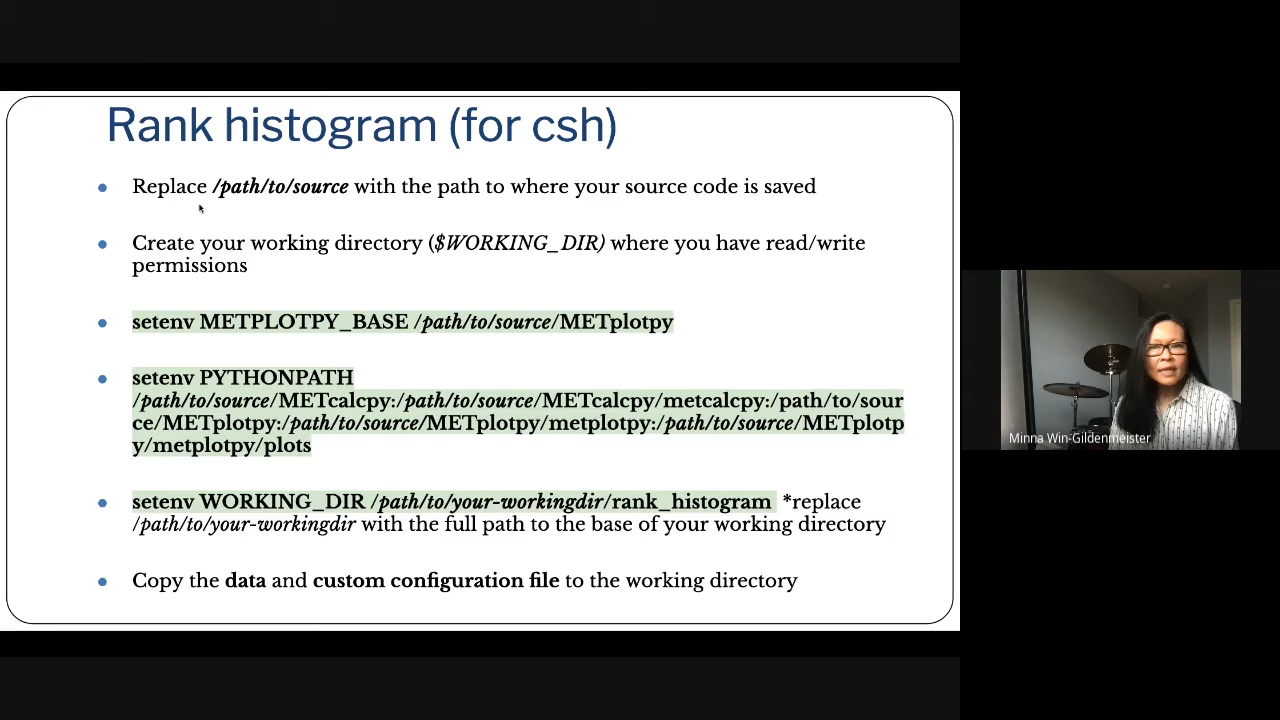 Rank histogram (for csh)
Replace /path/to/source with the path to where your source code is saved
Create your working directory ($WORKING_DIR) where you have read/write
permissions
setenv METPLOTPY_BASE /path/to/source/METplotpy
setenv PYTHONPATH
/path/to/source/METcalcpy:/path/to/source/METcalcpy/metcalcpy:/path/to/sour
ce/METplotpy:/path/to/source/METplotpy/metplotpy:/path/to/source/METplotp
y/metplotpy/plots
setenv WORKING_DIR /path/to/your-workingdir/rank_histogram *replace
/path/to/your-workingdir with the full path to the base of your working directory
Copy the data and custom configuration file to the working directory
Minna Win-Gildenmeister